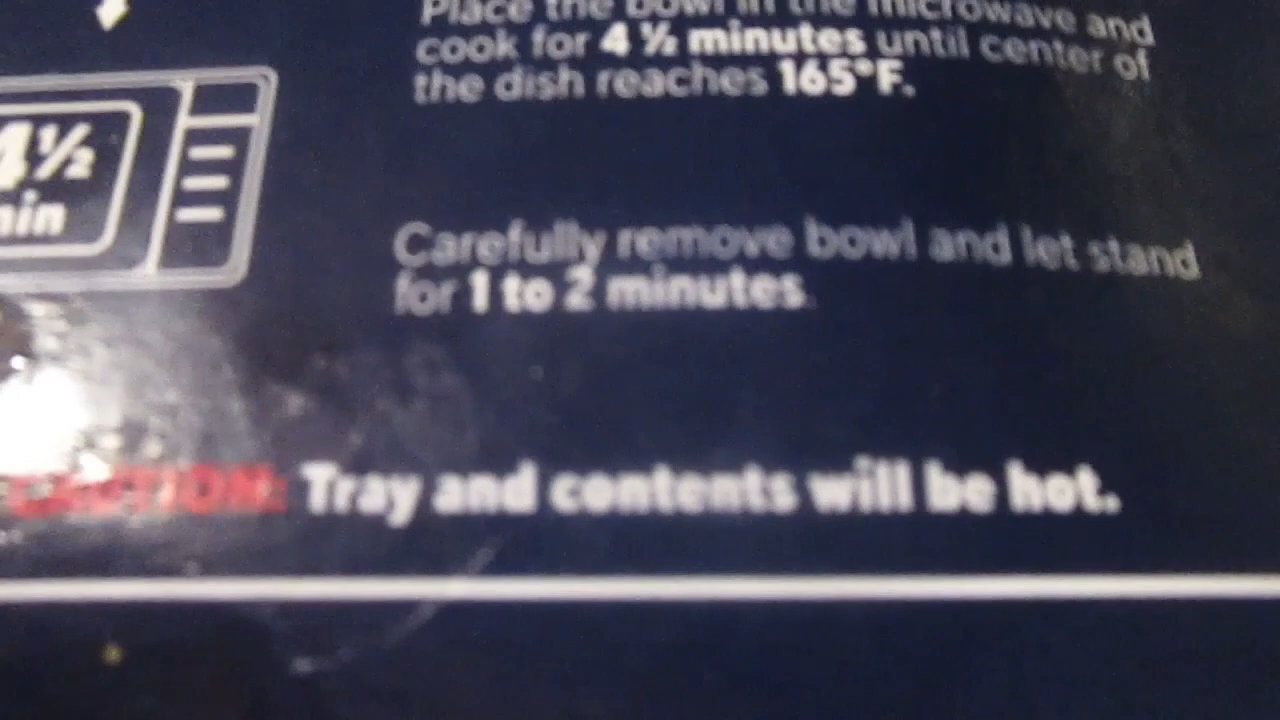 Place the bowl in the microwave and
cook for 4 ½ minutes until center of
the dish reaches 165°F.
4½
min
Carefully remove bowl and let stand
for 1 to 2 minutes.
CAUTION: Tray and contents will be hot.